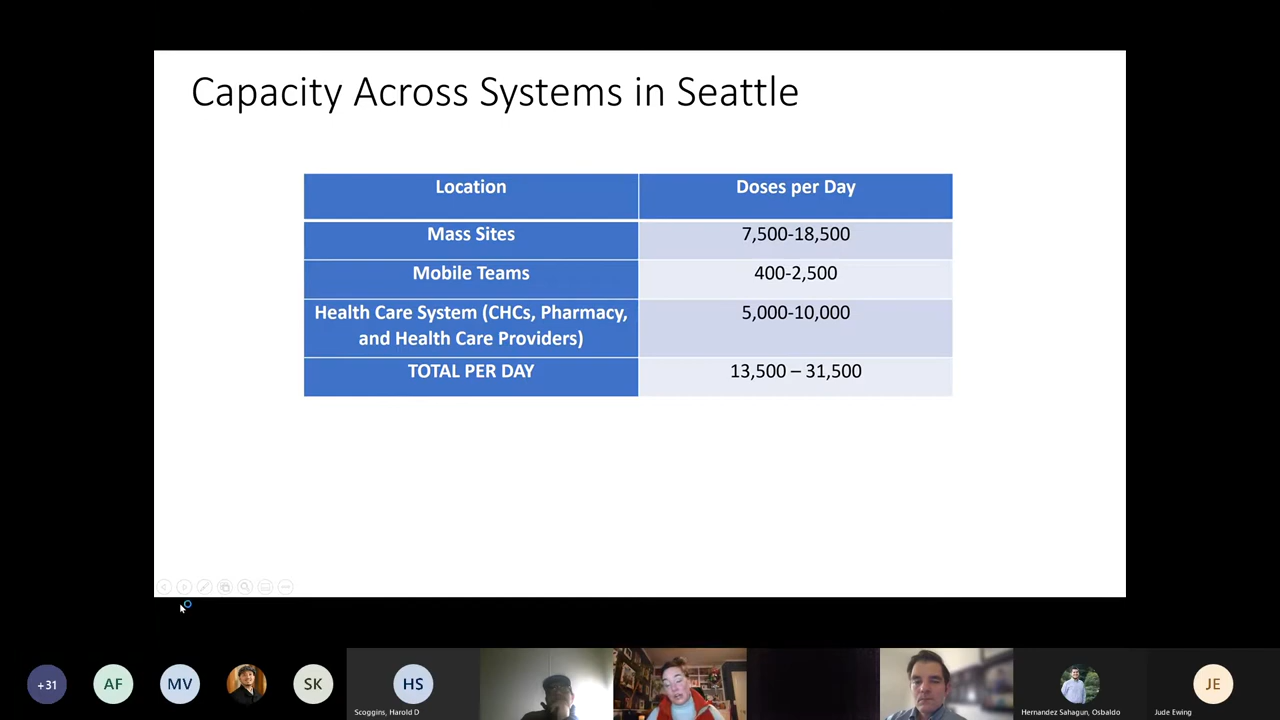 Capacity Across Systems in Seattle
Location
Doses per Day
Mass Sites
7,500-18,500
Mobile Teams
400-2,500
Health Care System (CHCs, Pharmacy,
and Health Care Providers)
5,000-10,000
TOTAL PER DAY
13,500 – 31,500
+31
AF
MV
SK
HS
JE
Scoggins, Harold D
Hernandez Sahagun, Osbaldo
Jude Ewing